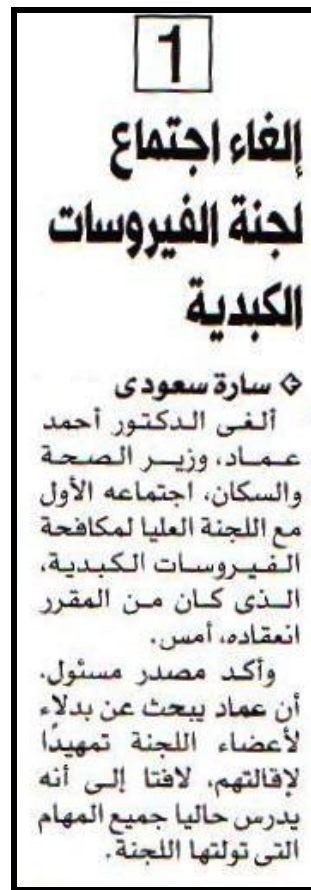 1
إلغاء اجتماع
لجنة الفيروسات
الكبدية
سارة سعودى
ألغى الدكتور أحمد
عماد، وزير الصحة
والسكان، اجتماعه الأول
مع اللجنة العليا لمكافحة
الفيروسات الكبدية،
الذى كان من المقرر
انعقاده، أمس.
وأكد مصدر مسئول،
أن عماد يبحث عن بدلاء
لأعضاء اللجنة تمهيدًا
لإقالتهم، لافتا إلى أنه
يدرس حاليا جميع المهام
التى تولتها اللجنة.